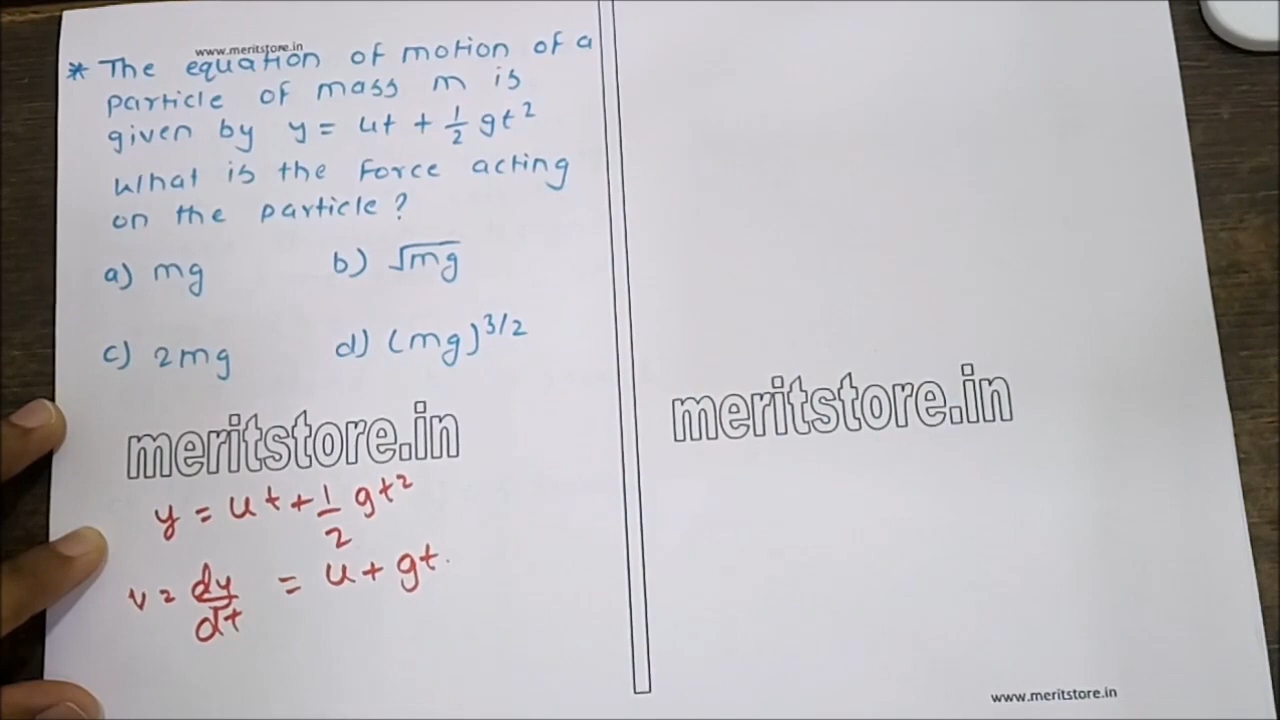 www.meritstore.in
* The equation of motion of a
particle of mass m is
given by y = ut + 1/2 gt²
What is the Force acting
on the particle?
a) mg b) √mg
c) 2mg d) (mg)^3/2
meritstore.in
y = ut + 1/2 gt²
v = dy/dt = u + gt.
meritstore.in
www.meritstore.in